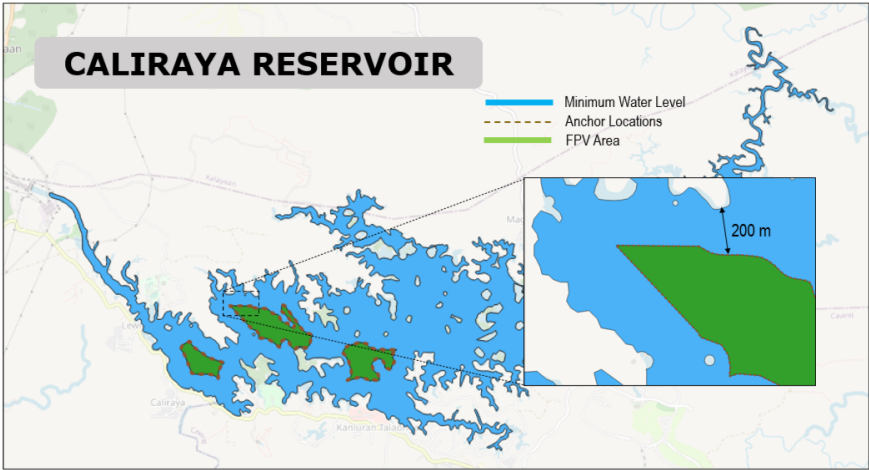 CALIRAYA RESERVOIR
Minimum Water Level
Anchor Locations
FPV Area
200 m
Kalayaan
Caliraya
Cavinti